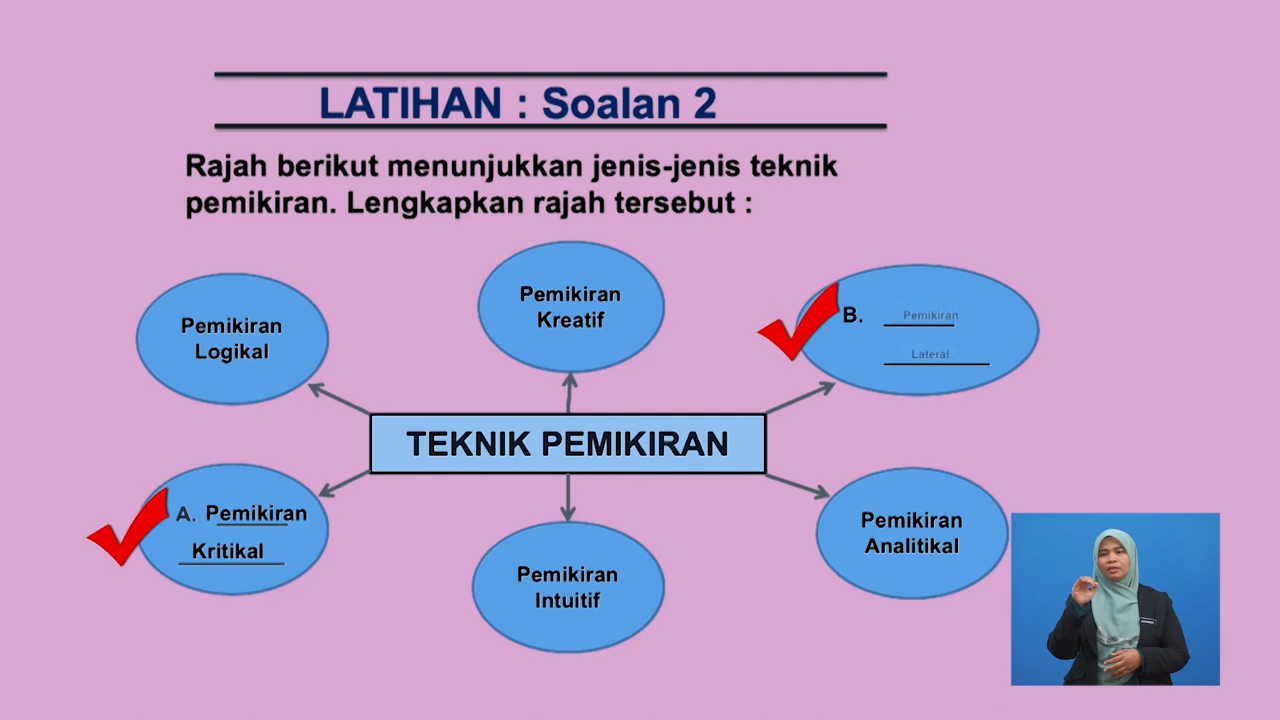 LATIHAN : Soalan 2
Rajah berikut menunjukkan jenis-jenis teknik
pemikiran. Lengkapkan rajah tersebut :
Pemikiran
Logikal
Pemikiran
Kreatif
B. Pemikiran
Lateral
TEKNIK PEMIKIRAN
A. Pemikiran
Kritikal
Pemikiran
Intuitif
Pemikiran
Analitikal